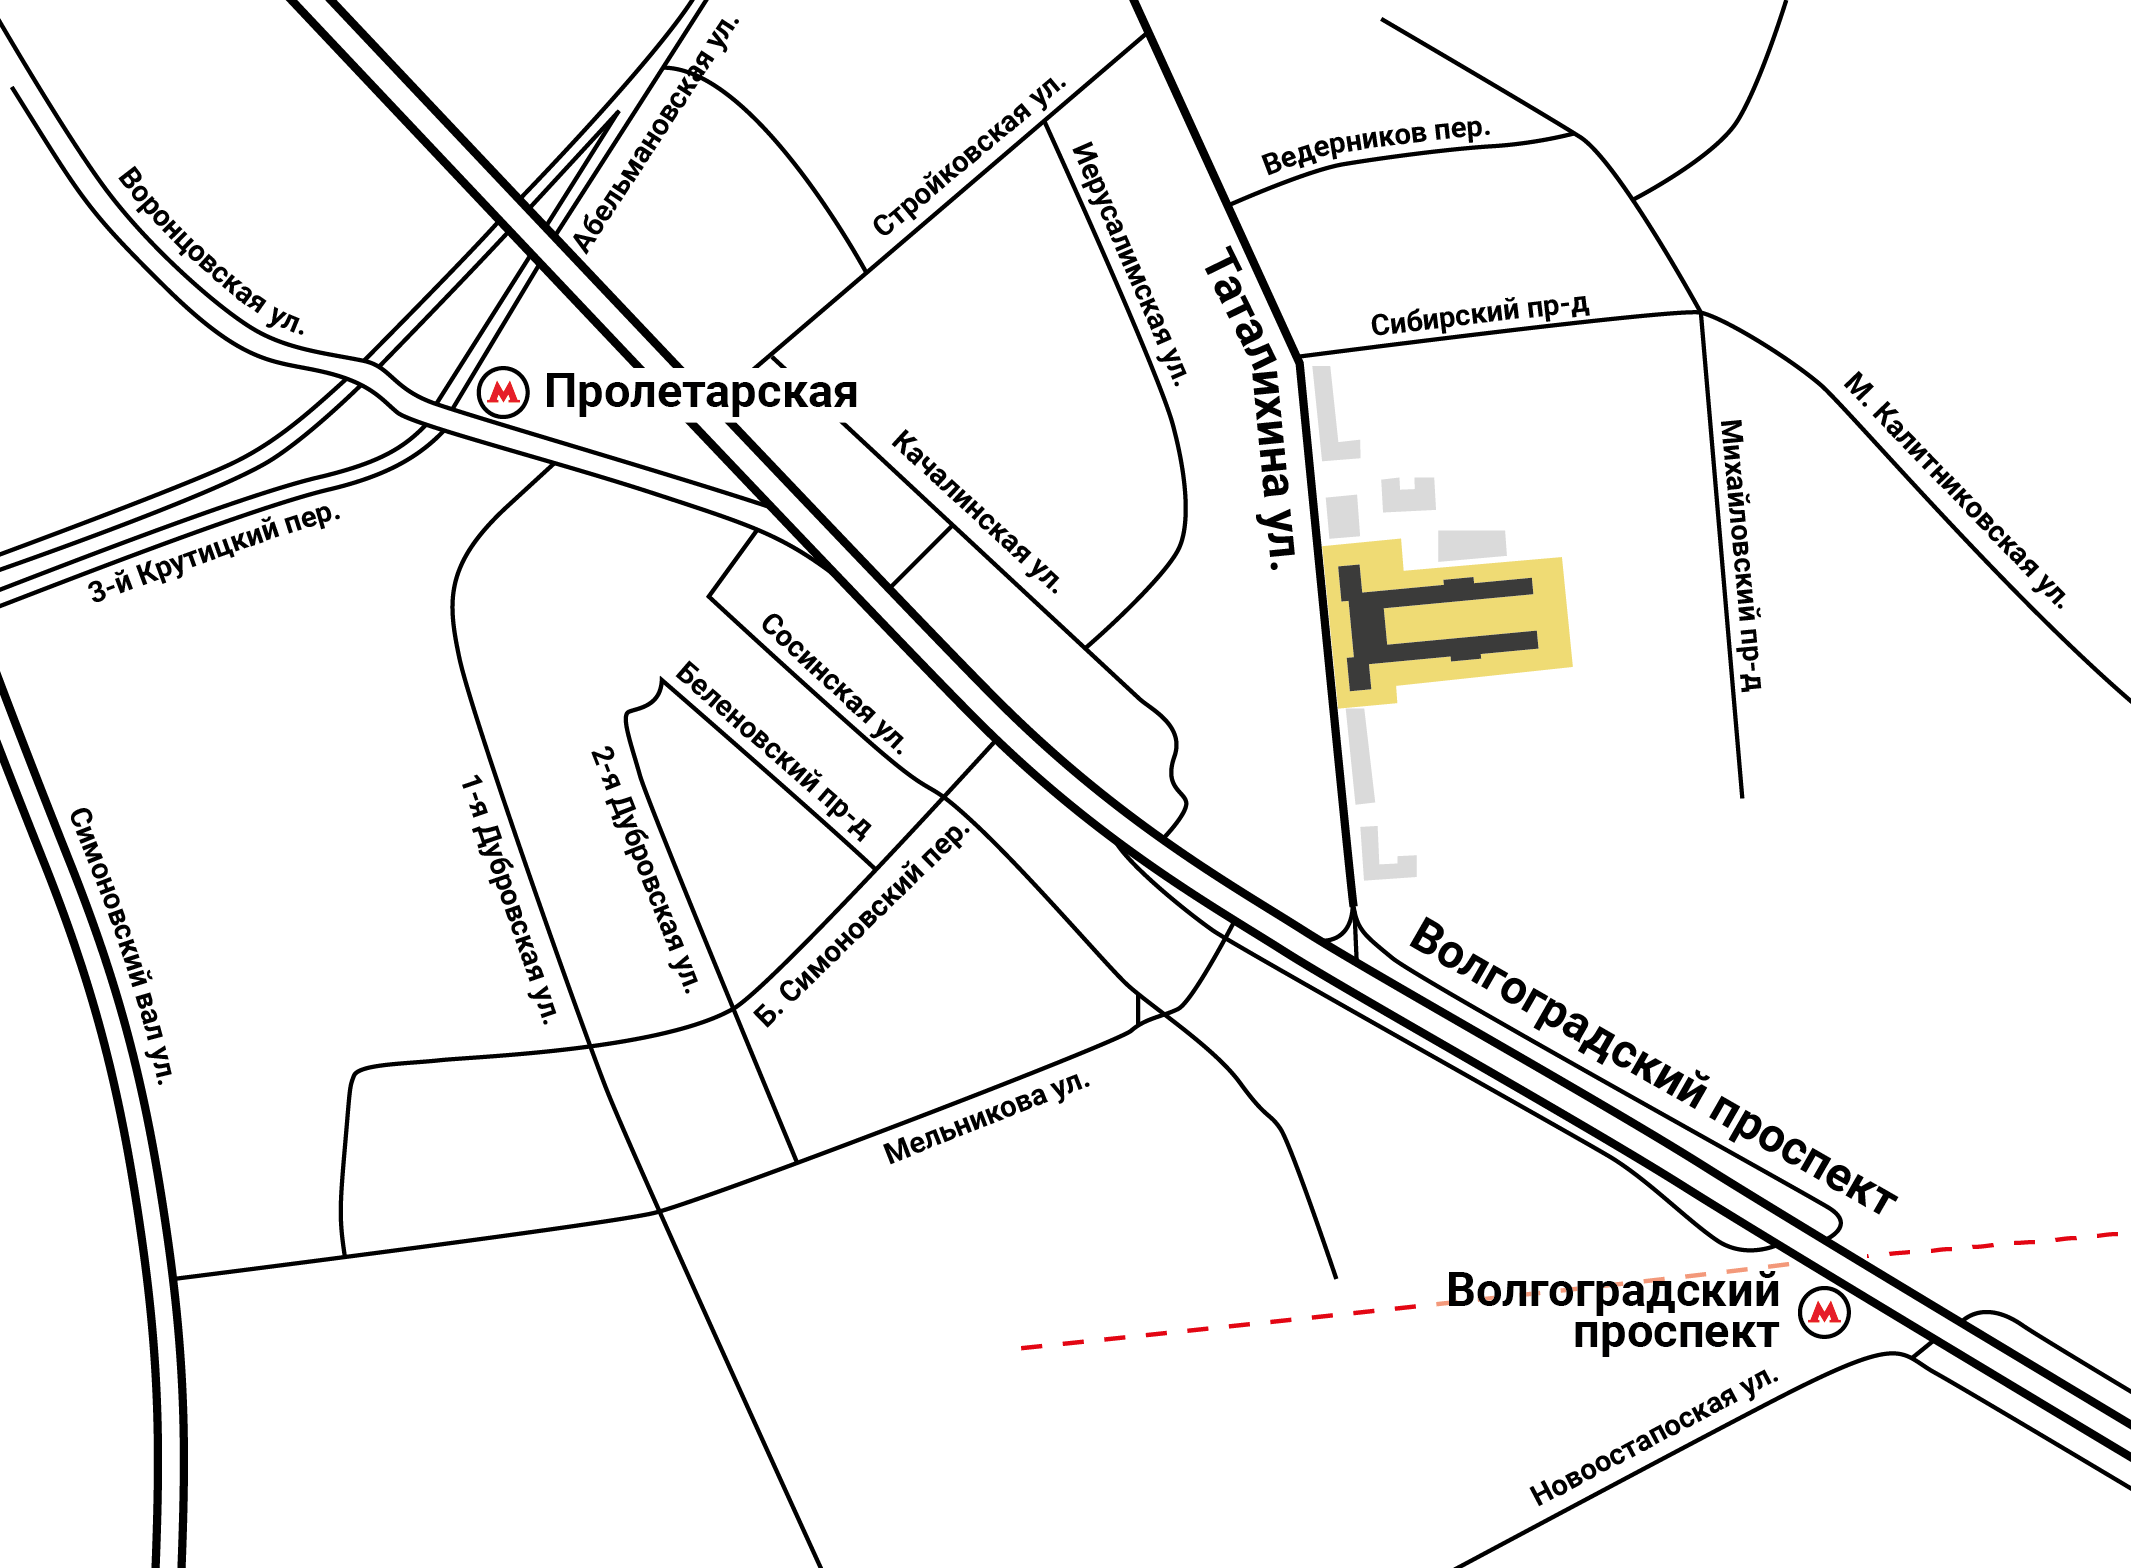 Абельмановская ул.
Воронцовская ул.
Стройковская ул.
Иерусалимская ул.
Ведерников пер.
Таталихина ул.
Сибирский пр-д
М Пролетарская
М. Калитниковская ул.
Михайловский пр-д
Качалинская ул.
3-й Крутицкий пер.
Сосинская ул.
Беленовский пр-д
2-я Дубровская ул.
1-я Дубровская ул.
Симоновский вал ул.
Б. Симоновский пер.
Волгоградский проспект
Мельникова ул.
Волгоградский
проспект М
Новоостапоская ул.